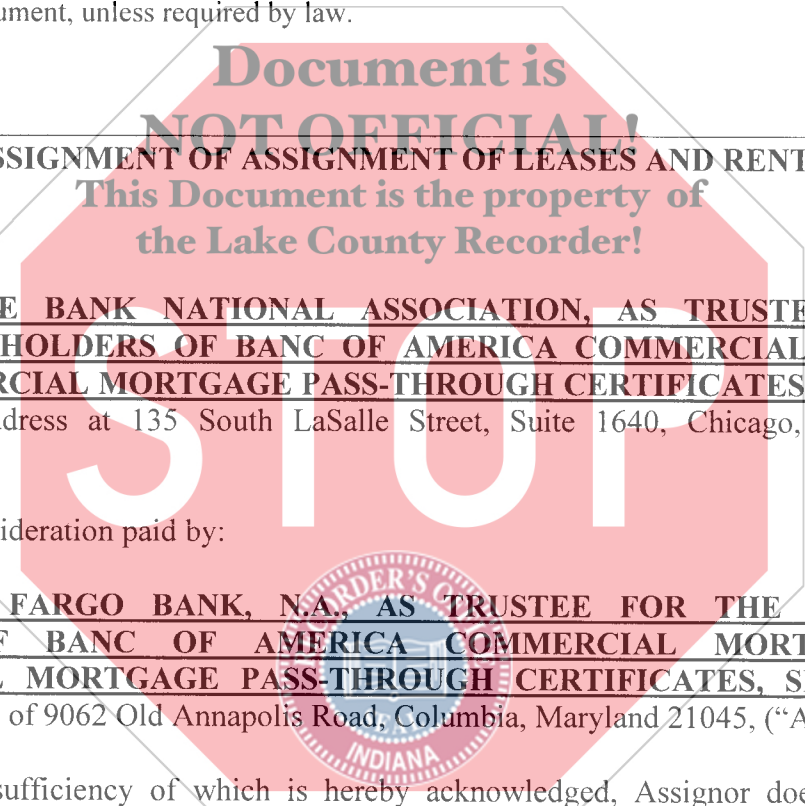 ument, unless required by law.
Document is
NOT OFFICIAL!
SSIGNMENT OF ASSIGNMENT OF LEASES AND RENT
This Document is the property of
the Lake County Recorder!
E BANK NATIONAL ASSOCIATION, AS TRUSTE
HOLDERS OF BANC OF AMERICA COMMERCIAL
RCIAL MORTGAGE PASS-THROUGH CERTIFICATES
dress at 135 South LaSalle Street, Suite 1640, Chicago,
STOP
ideration paid by:
FARGO BANK, N.A., AS TRUSTEE FOR THE
F BANC OF AMERICA COMMERCIAL MORT
L MORTGAGE PASS-THROUGH CERTIFICATES, S
of 9062 Old Annapolis Road, Columbia, Maryland 21045, (“A
RECORDER'S
SEAL
INDIANA
sufficiency of which is hereby acknowledged, Assignor doe